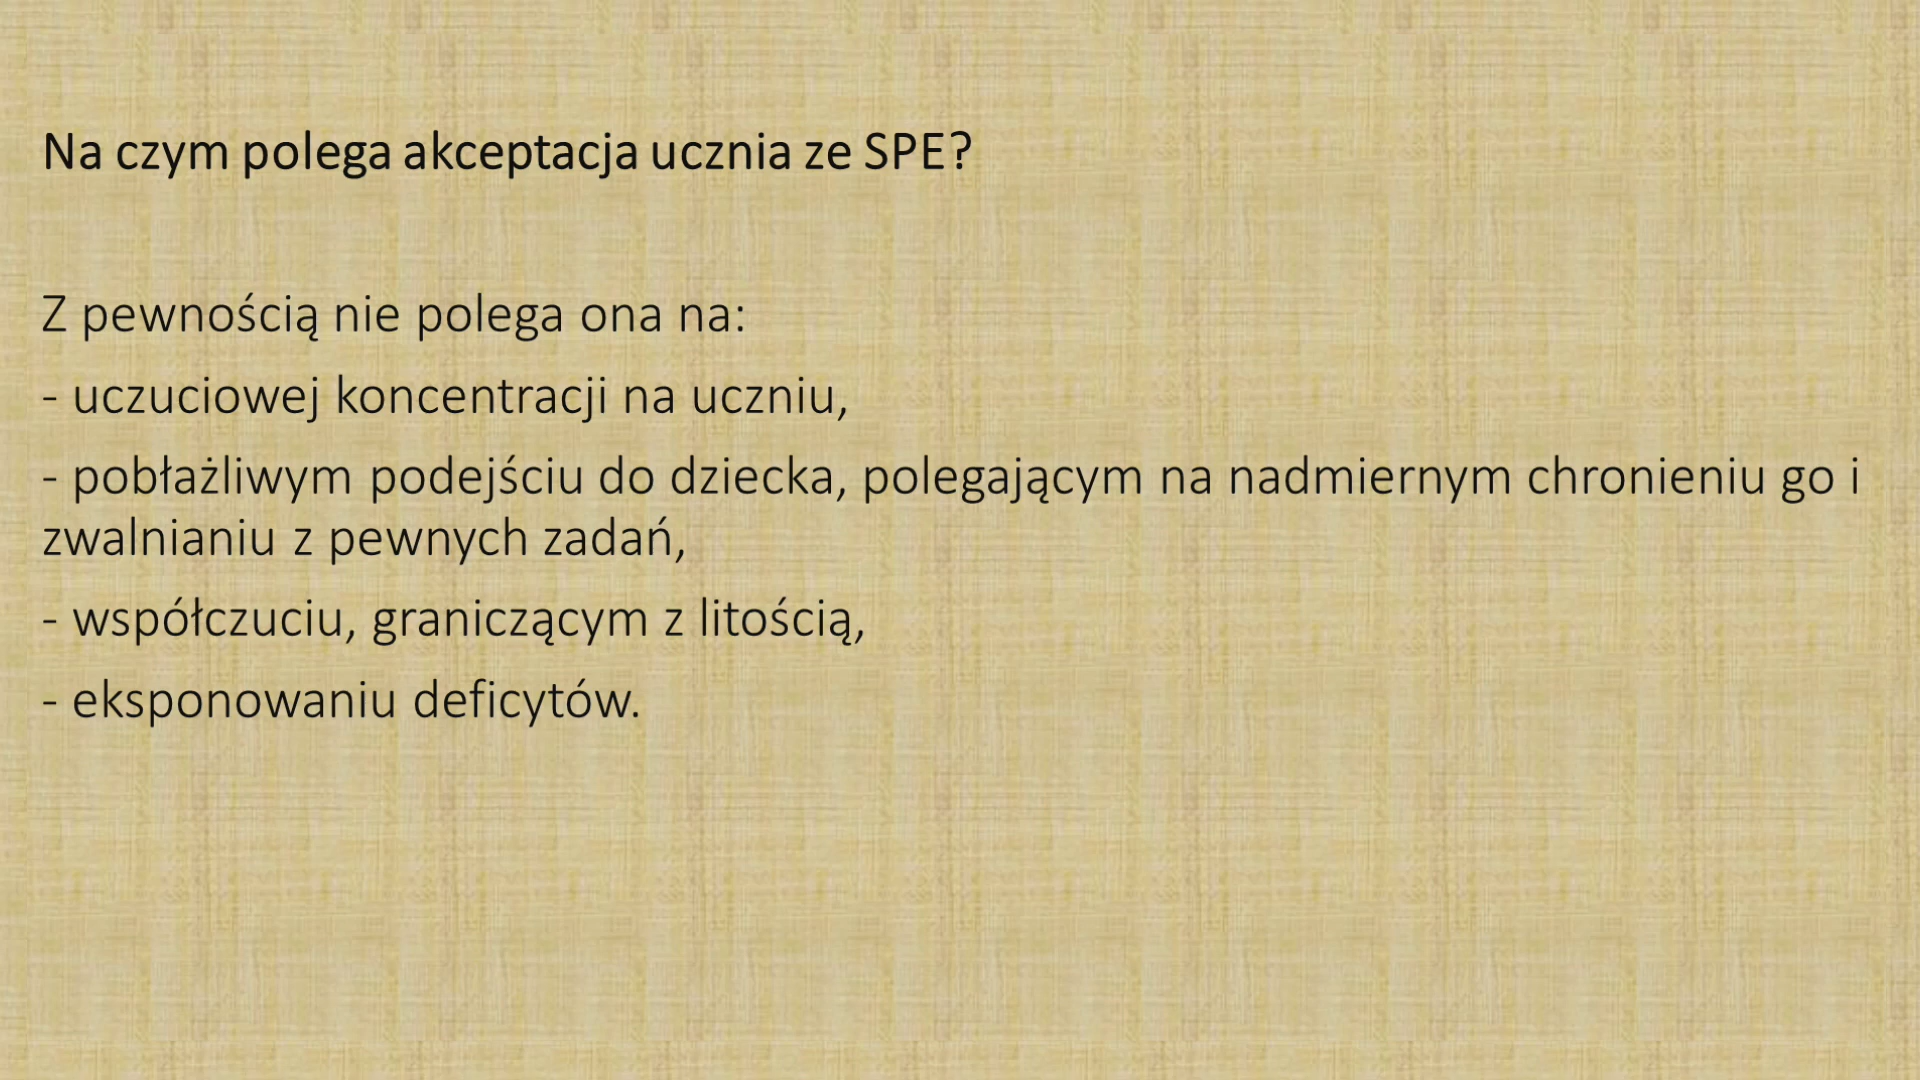 Na czym polega akceptacja ucznia ze SPE?
Z pewnością nie polega ona na:
- uczuciowej koncentracji na uczniu,
- pobłażliwym podejściu do dziecka, polegającym na nadmiernym chronieniu go i
zwalnianiu z pewnych zadań,
- współczuciu, graniczącym z litością,
- eksponowaniu deficytów.